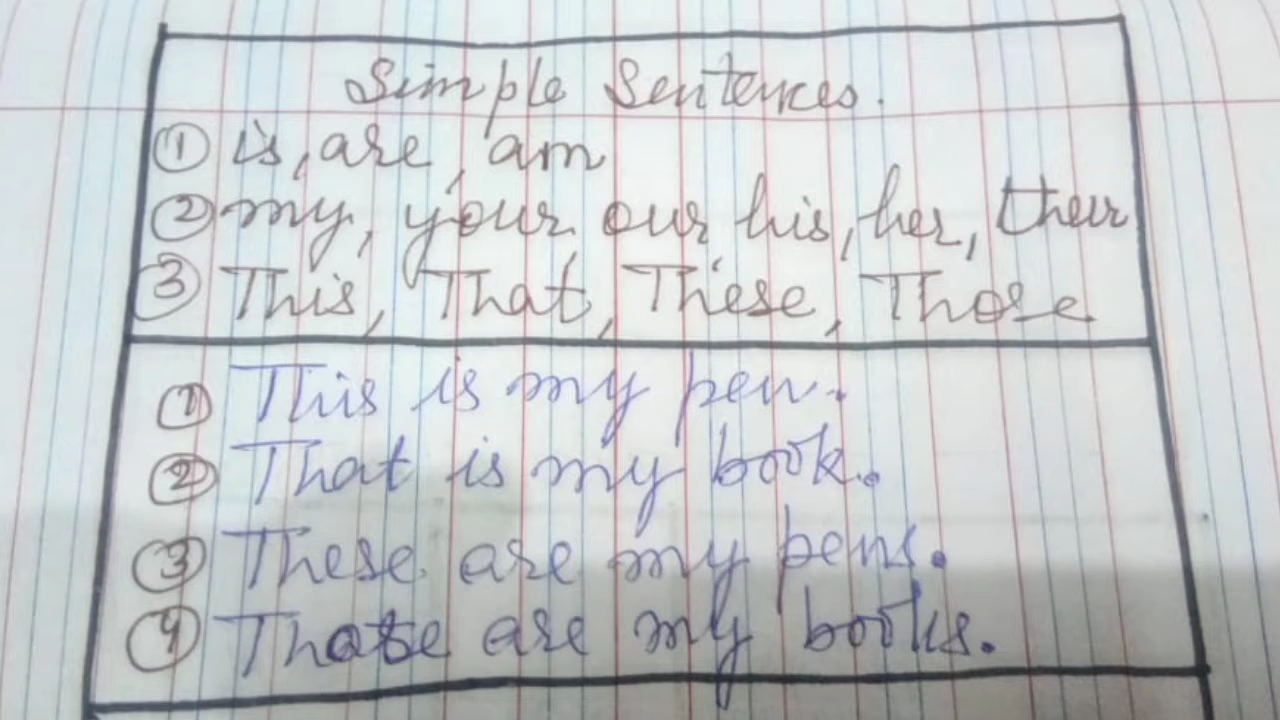 Simple Sentences.
① is, are, am
② my, your, our his, her, their
③ This, That, These, Those
① This is my pen.
② That is my book.
③ These are my pens.
④ Those are my books.